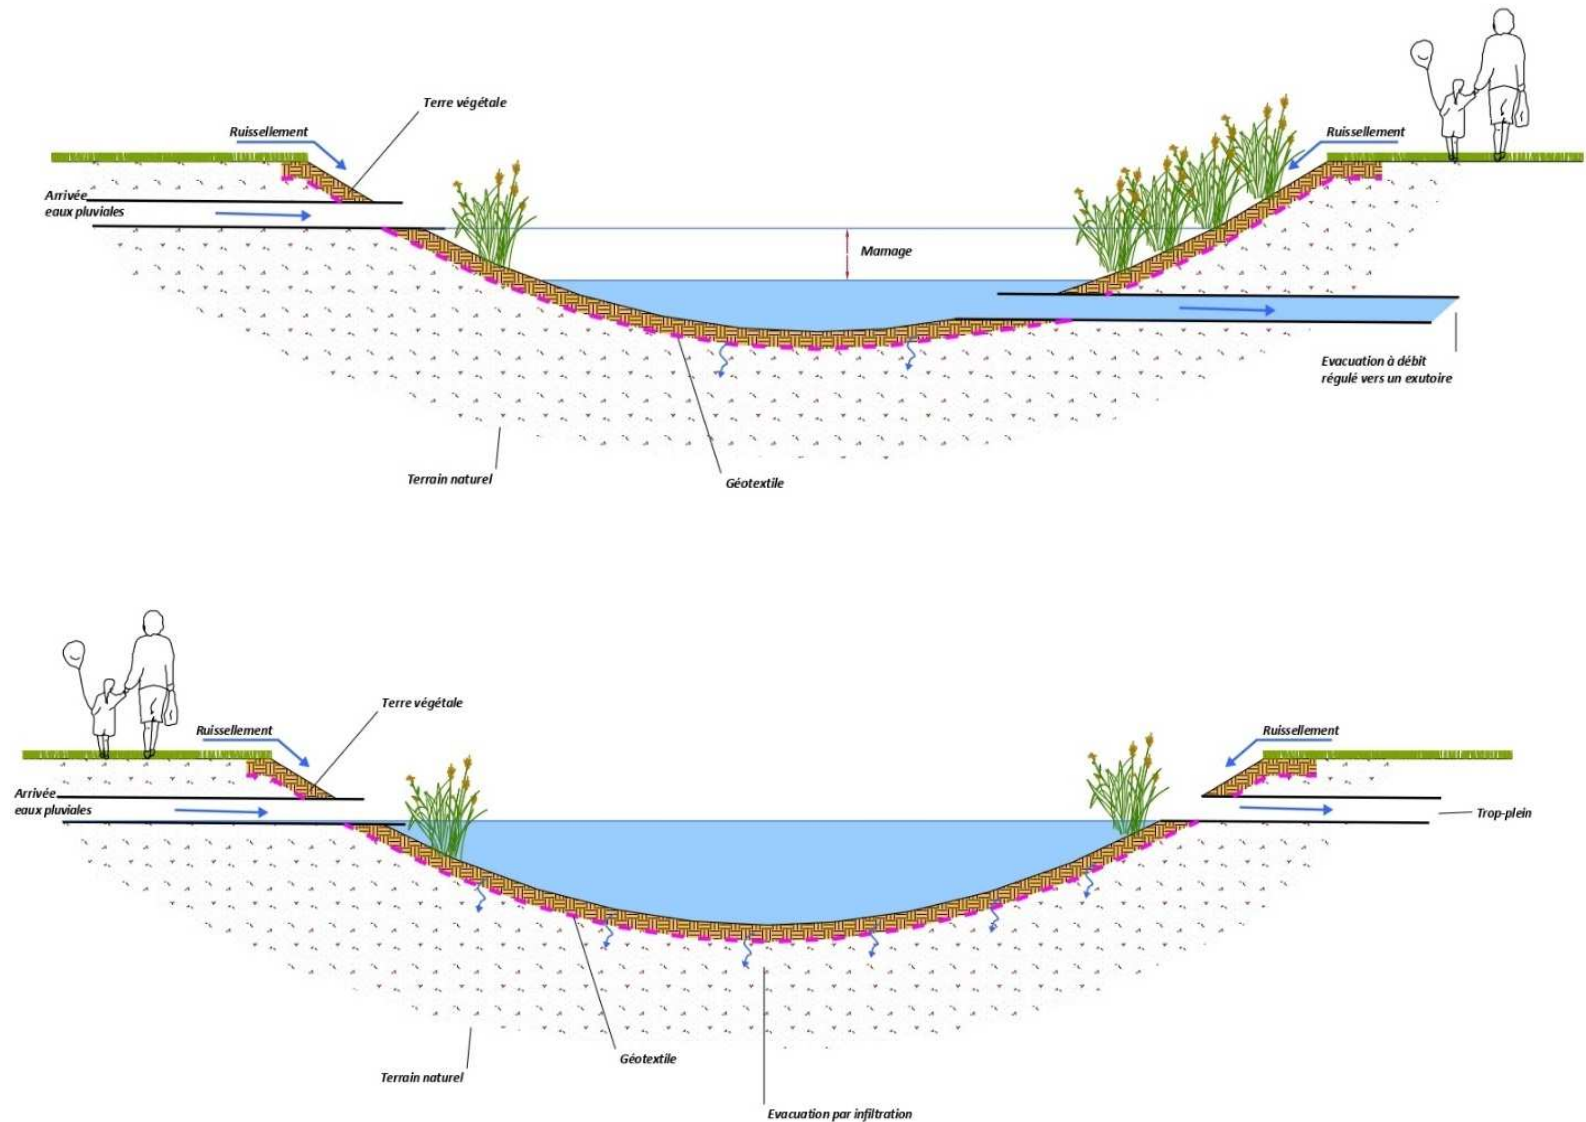 Terre végétale
Ruissellement
Ruissellement
Arrivée
eaux pluviales
Marnage
Evacuation à débit
régulé vers un exutoire
Terrain naturel
Géotextile
Terre végétale
Ruissellement
Ruissellement
Arrivée
eaux pluviales
Trop-plein
Géotextile
Terrain naturel
Evacuation par infiltration